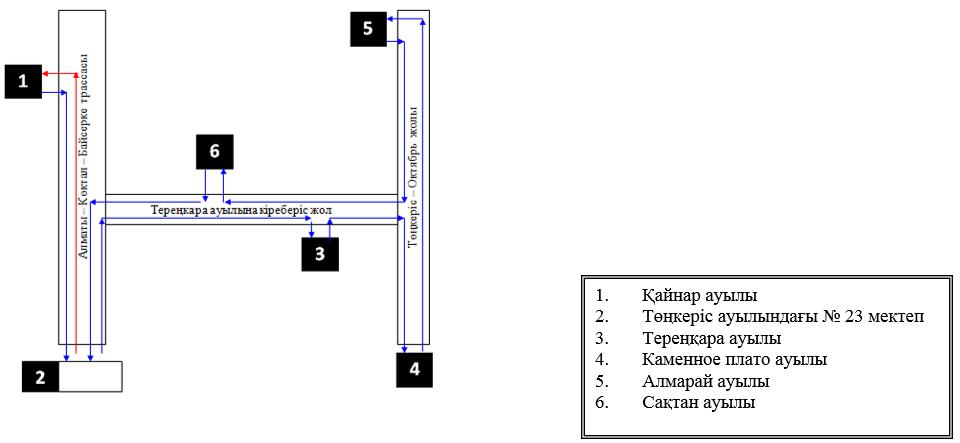 5
1
Алматы – Көктал – Байсерке трассасы
Төңкеріс – Октябрь жолы
6
Тереңкара ауылына кіреберіс жол
3
2
4
1. Қайнар ауылы
2. Төңкеріс ауылындағы № 23 мектеп
3. Тереңқара ауылы
4. Каменное плато ауылы
5. Алмарай ауылы
6. Сақтан ауылы